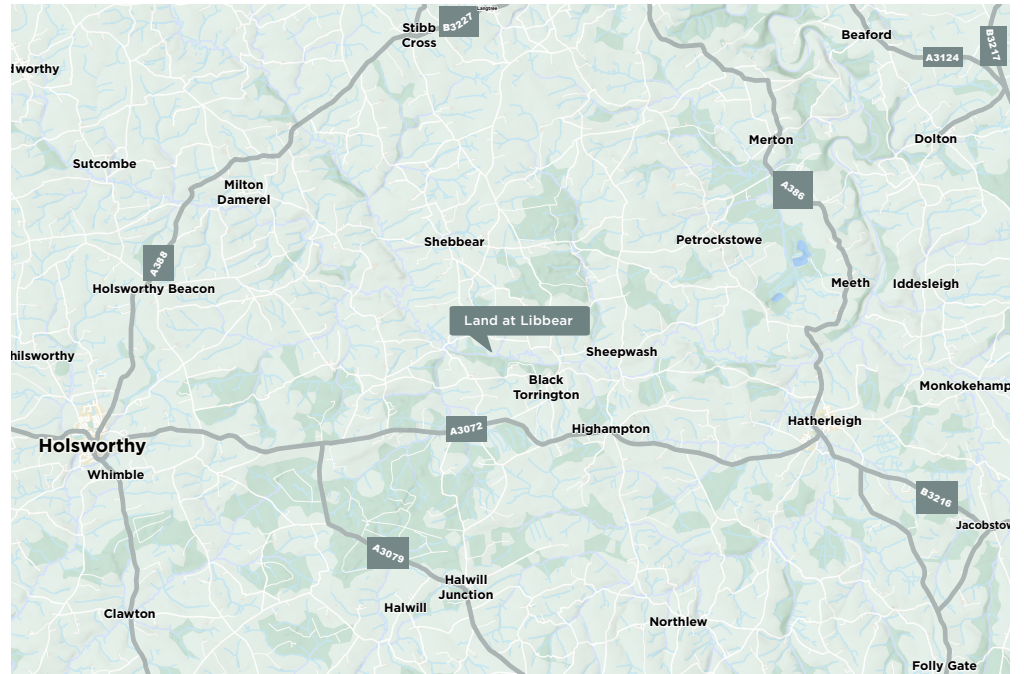 Langtree
Stibb
Cross
B3227
Beaford
B3217
A3124
dworthy
Merton
Dolton
Sutcombe
Milton
Damerel
A386
Shebbear
Petrockstowe
A388
Holsworthy Beacon
Meeth
Iddesleigh
Land at Libbear
hilsworthy
Sheepwash
Black
Torrington
Monkokehamp
A3072
Highampton
Hatherleigh
Holsworthy
Whimble
B3216
Jacobstow
A3079
Halwill
Junction
Halwill
Clawton
Northlew
Folly Gate